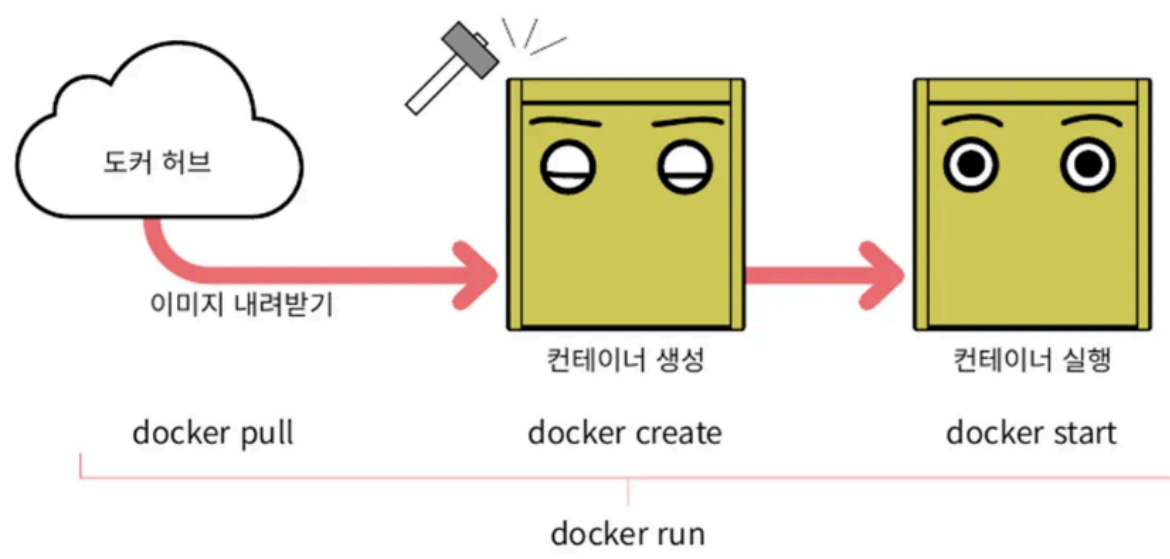 도커 허브
이미지 내려받기
컨테이너 생성
컨테이너 실행
docker pull
docker create
docker start
docker run